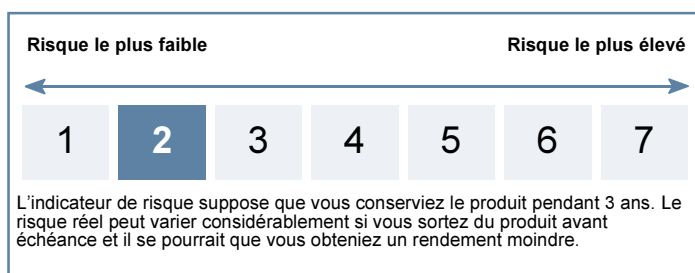 Risque le plus faible Risque le plus élevé
1 2 3 4 5 6 7
L'indicateur de risque suppose que vous conserviez le produit pendant 3 ans. Le
risque réel peut varier considérablement si vous sortez du produit avant
échéance et il se pourrait que vous obteniez un rendement moindre.